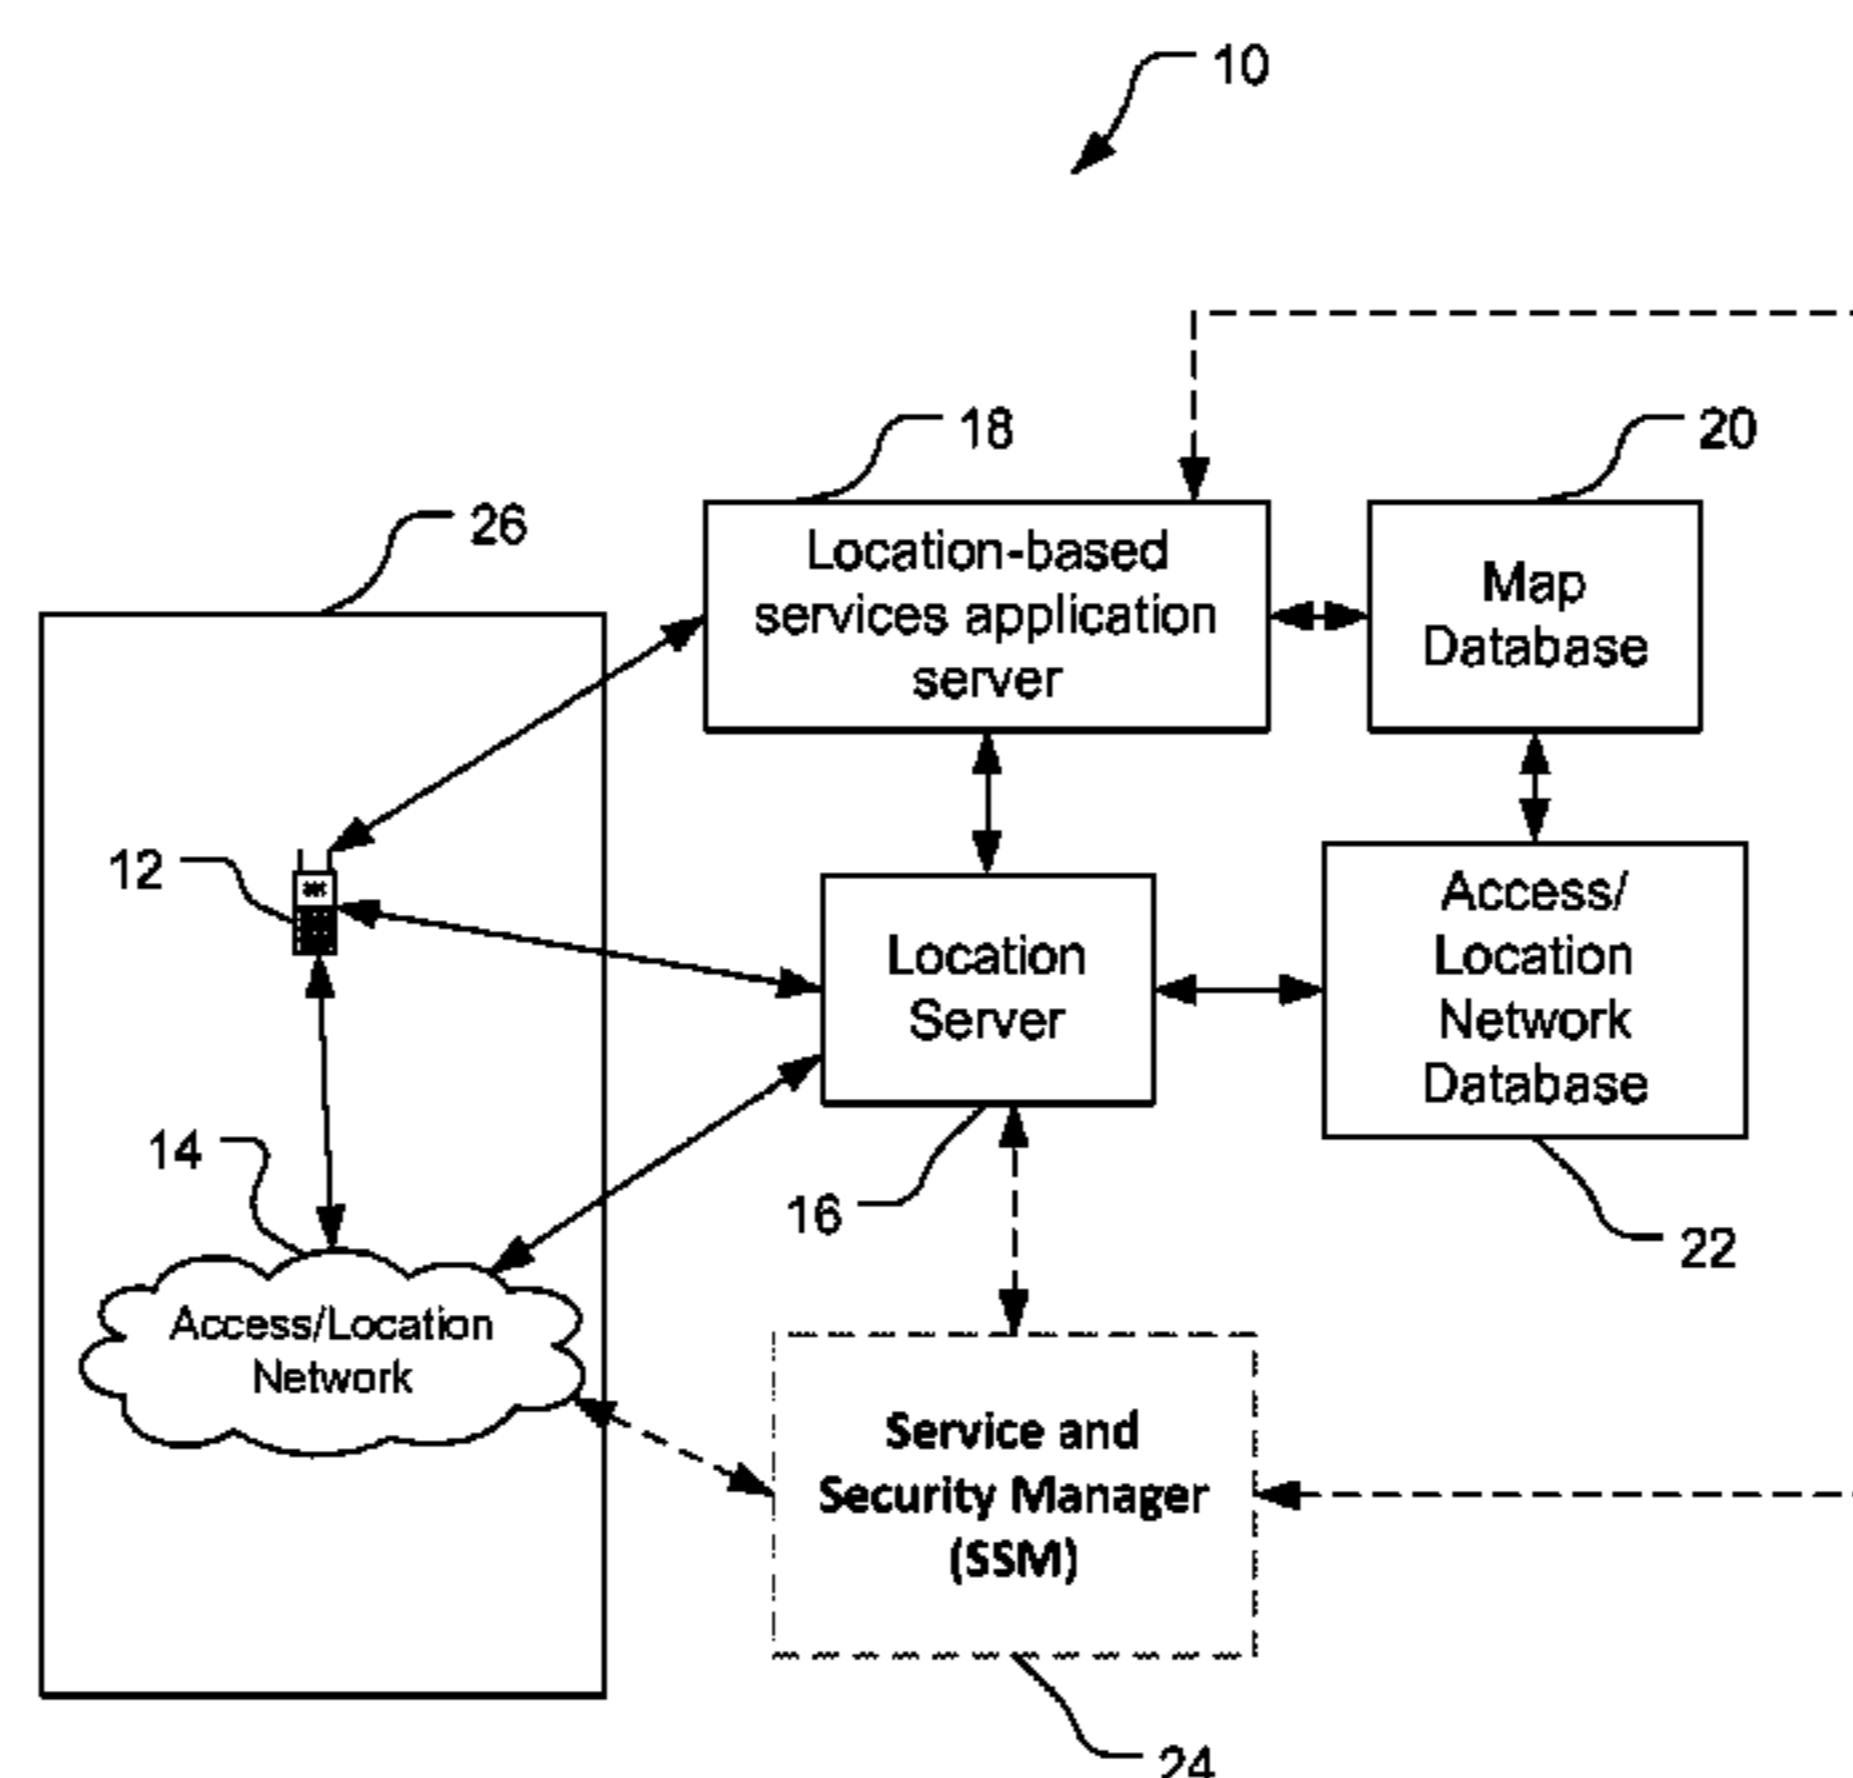 10
18
20
26
Location-based
services application
server
Map
Database
12
Location
Server
Access/
Location
Network
Database
14
16
22
Access/Location
Network
Service and
Security Manager
(SSM)
24